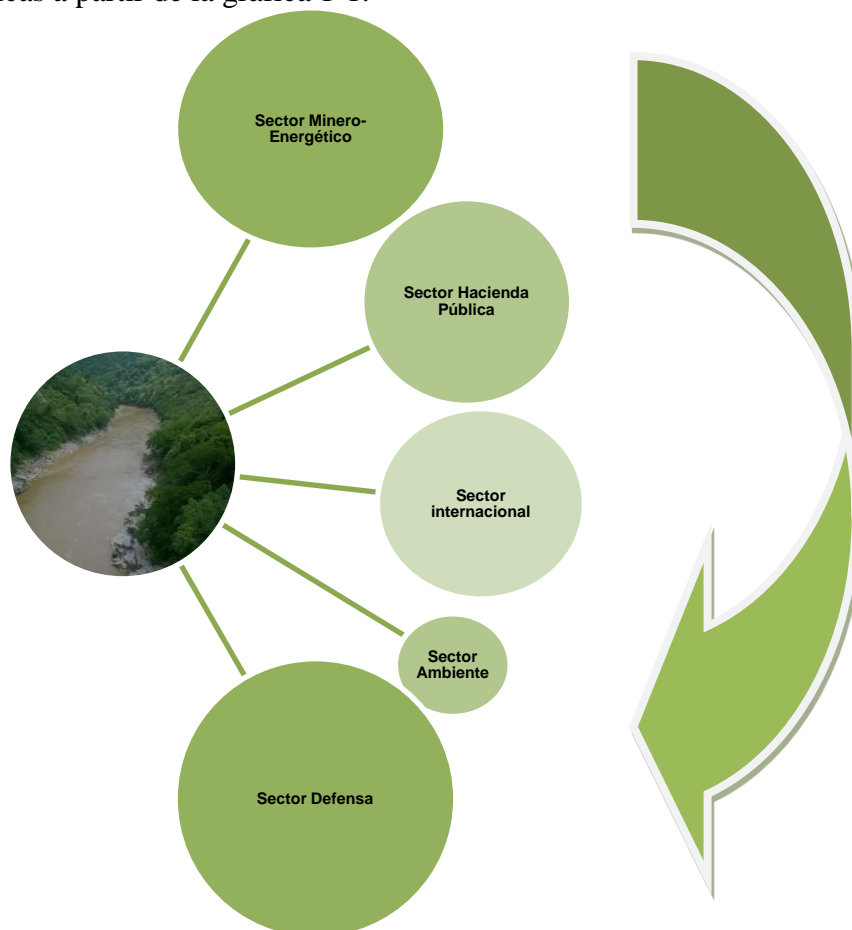 Sector Minero-
Energético
Sector Hacienda
Pública
Sector
internacional
Sector
Ambiente
Sector Defensa